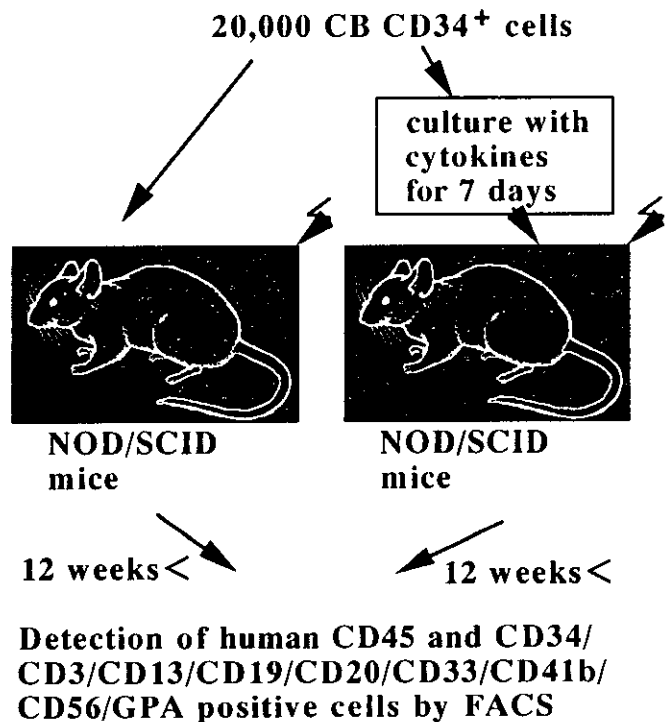 20,000 CB CD34+ cells
culture with
cytokines
for 7 days
NOD/SCID
mice
NOD/SCID
mice
12 weeks<
12 weeks<
Detection of human CD45 and CD34/
CD3/CD13/CD19/CD20/CD33/CD41b/
CD56/GPA positive cells by FACS